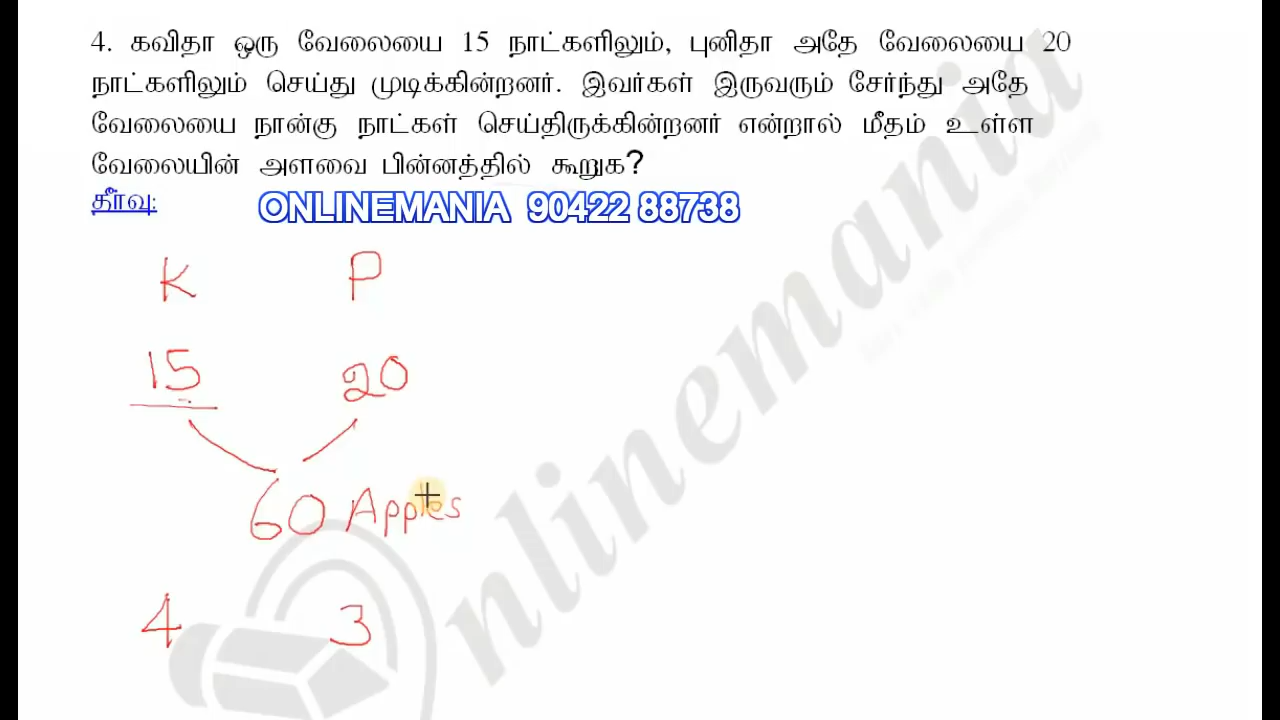 4. கவிதா ஒரு வேலையை 15 நாட்களிலும், புனிதா அதே வேலையை 20
நாட்களிலும் செய்து முடிக்கின்றனர். இவர்கள் இருவரும் சேர்ந்து அதே
வேலையை நான்கு நாட்கள் செய்திருக்கின்றனர் என்றால் மீதம் உள்ள
வேலையின் அளவை பின்னத்தில் கூறுக?
தீர்வு:
ONLINEMANIA 90422 88738
K P
15 20
60 Apples
4 3
nlinemania